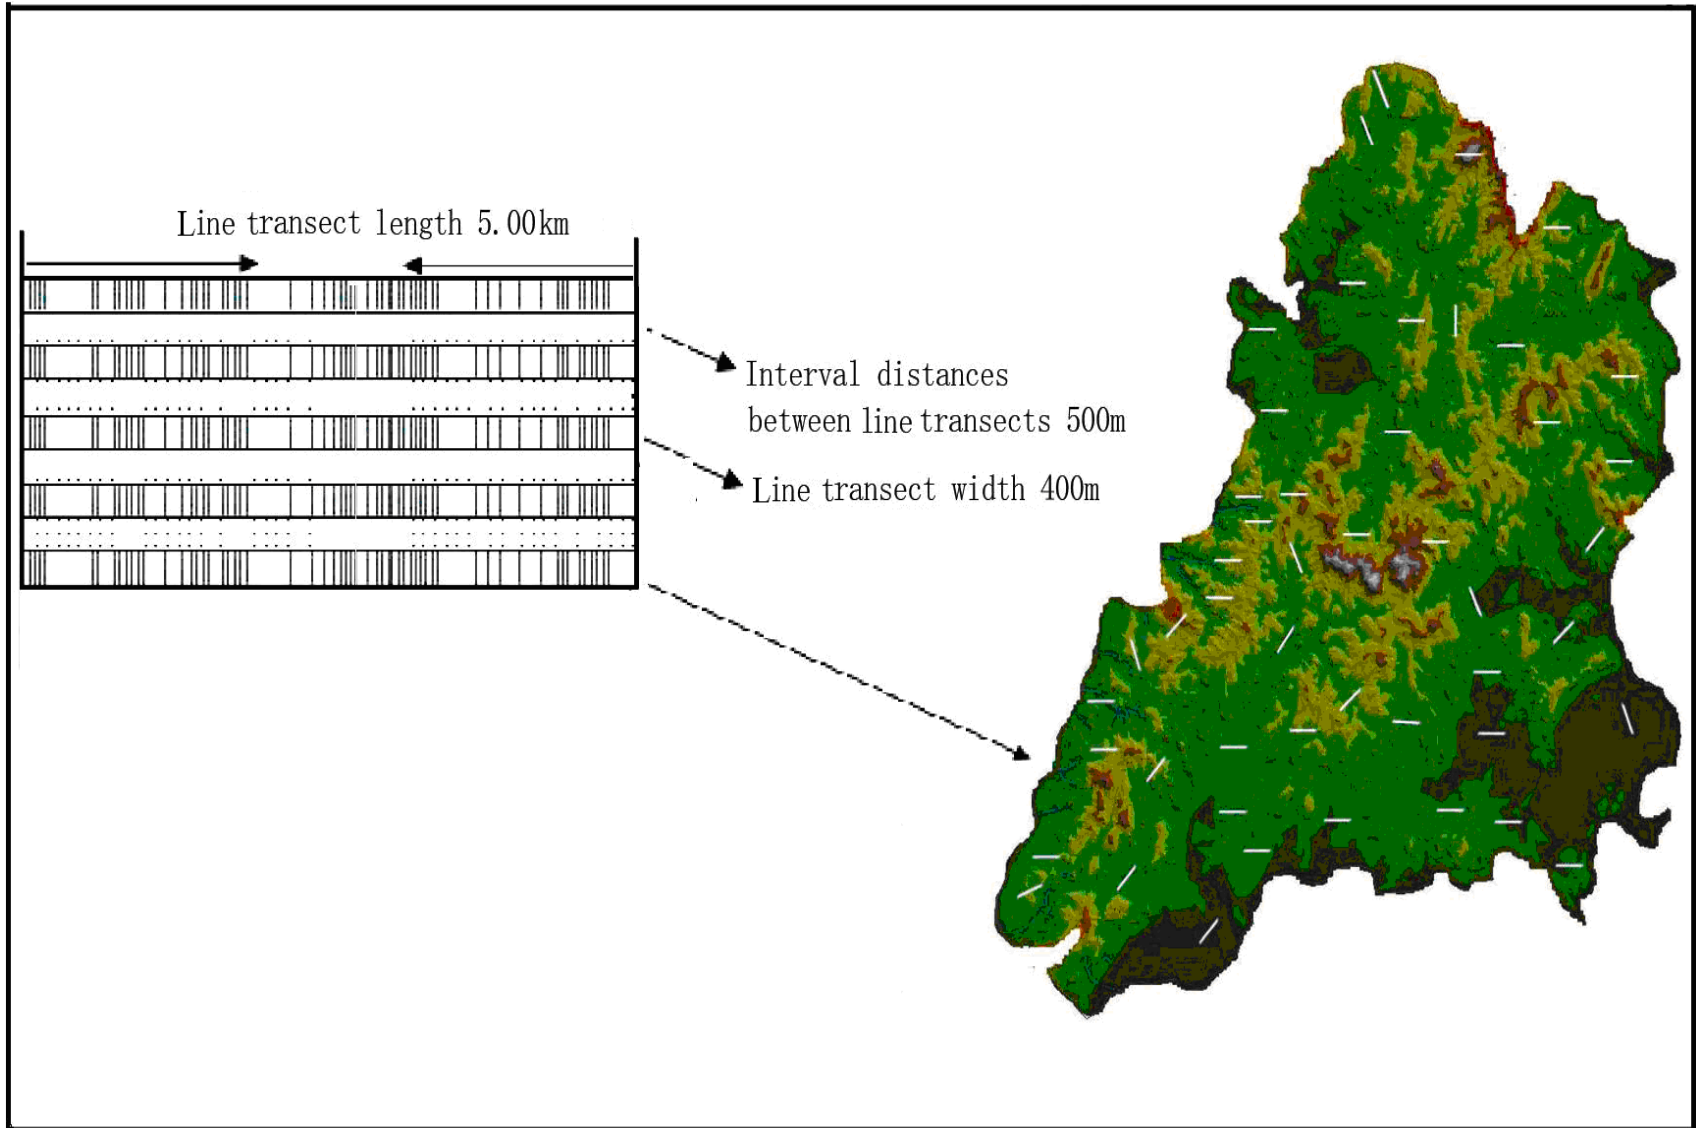 Line transect length 5.00km
Interval distances
between line transects 500m
Line transect width 400m